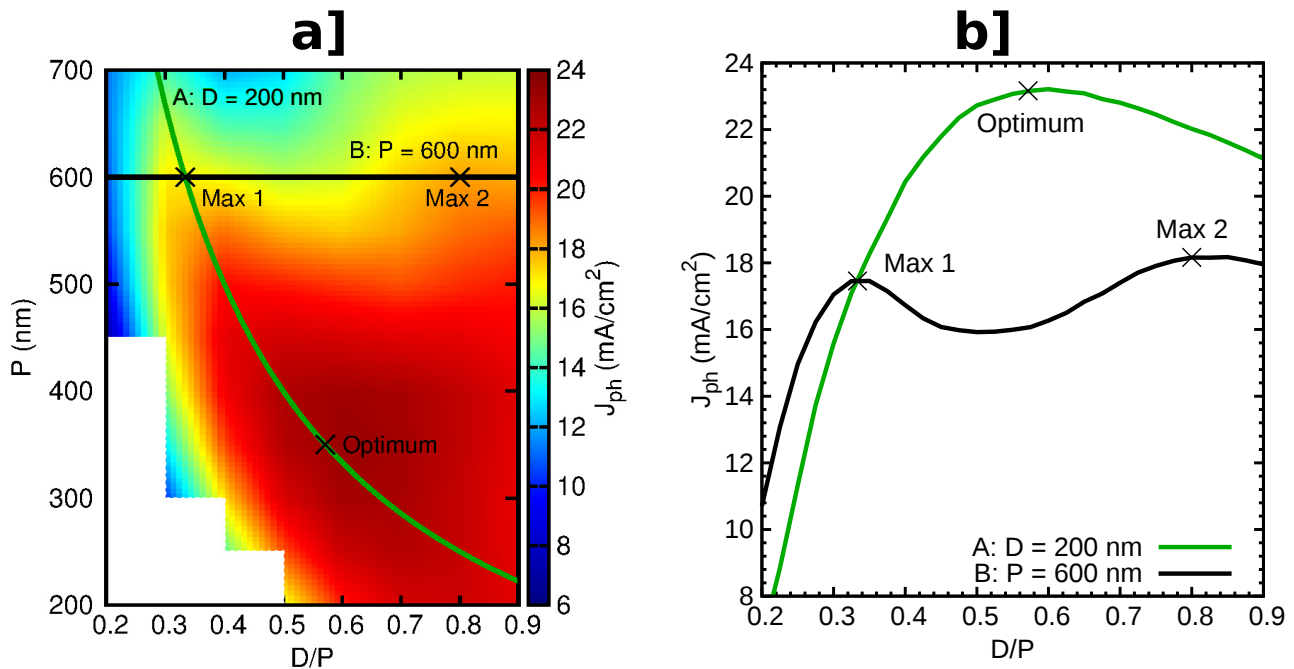 a]
700
600
500
400
300
200
P (nm)
0.2 0.3 0.4 0.5 0.6 0.7 0.8 0.9
D/P
A: D = 200 nm
B: P = 600 nm
Max 1
Max 2
Optimum
24
22
20
18
16
14
12
10
8
6
J_ph (mA/cm²)
b]
24
22
20
18
16
14
12
10
8
J_ph (mA/cm²)
0.2 0.3 0.4 0.5 0.6 0.7 0.8 0.9
D/P
Optimum
Max 2
Max 1
A: D = 200 nm
B: P = 600 nm